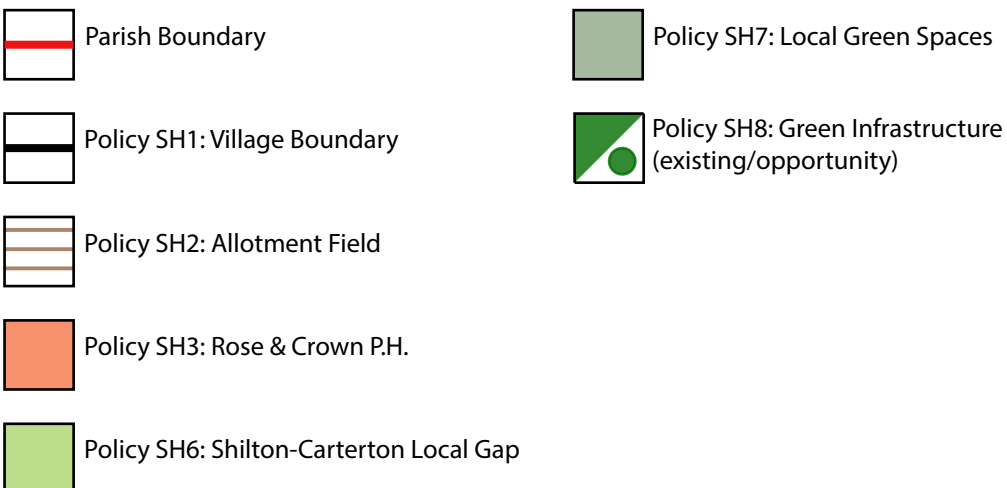 Parish Boundary
Policy SH1: Village Boundary
Policy SH2: Allotment Field
Policy SH3: Rose & Crown P.H.
Policy SH6: Shilton-Carterton Local Gap
Policy SH7: Local Green Spaces
Policy SH8: Green Infrastructure
(existing/opportunity)